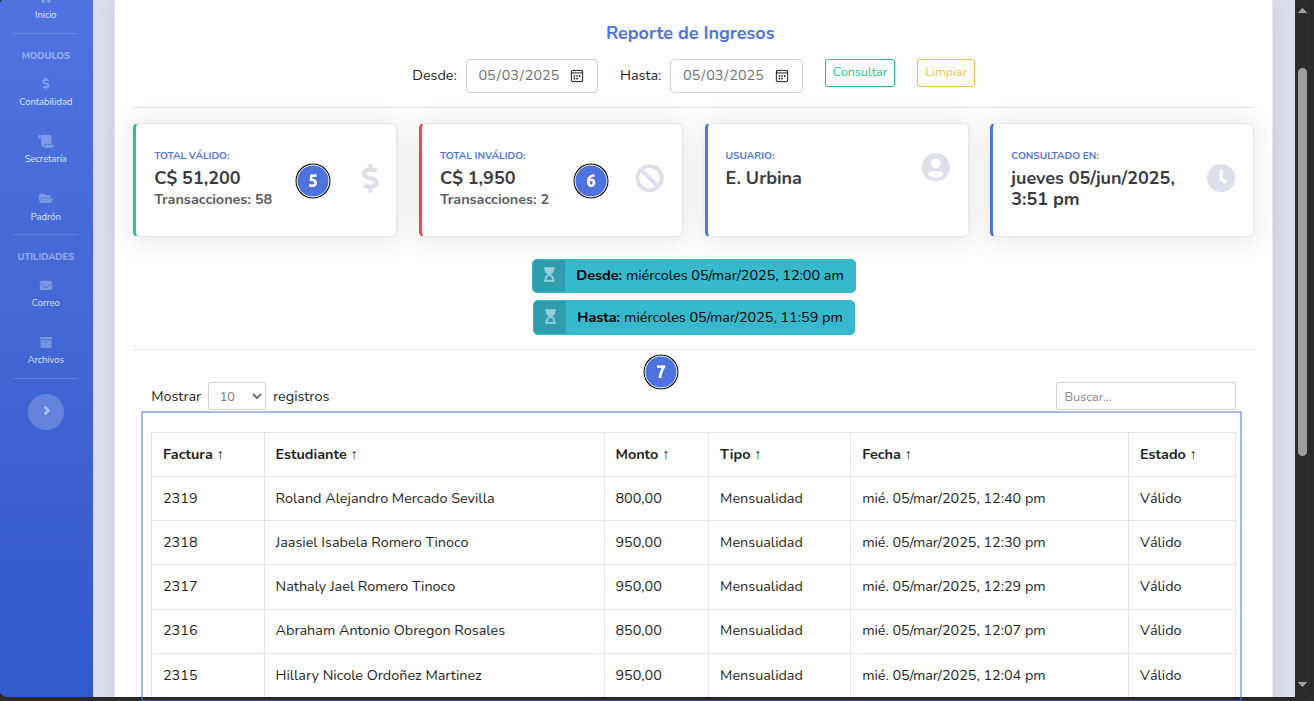 Inicio
MODULOS
Contabilidad
Secretaría
Padrón
UTILIDADES
Correo
Archivos
Reporte de Ingresos
Desde: 05/03/2025 Hasta: 05/03/2025 Consultar Limpiar
TOTAL VÁLIDO:
C$ 51,200
Transacciones: 58
5
$
TOTAL INVÁLIDO:
C$ 1,950
Transacciones: 2
6
USUARIO:
E. Urbina
CONSULTADO EN:
jueves 05/jun/2025,
3:51 pm
Desde: miércoles 05/mar/2025, 12:00 am
Hasta: miércoles 05/mar/2025, 11:59 pm
7
Mostrar 10 registros Buscar...
Factura ↑ Estudiante ↑ Monto ↑ Tipo ↑ Fecha ↑ Estado ↑
2319 Roland Alejandro Mercado Sevilla 800,00 Mensualidad mié. 05/mar/2025, 12:40 pm Válido
2318 Jaasiel Isabela Romero Tinoco 950,00 Mensualidad mié. 05/mar/2025, 12:30 pm Válido
2317 Nathaly Jael Romero Tinoco 950,00 Mensualidad mié. 05/mar/2025, 12:29 pm Válido
2316 Abraham Antonio Obregon Rosales 850,00 Mensualidad mié. 05/mar/2025, 12:07 pm Válido
2315 Hillary Nicole Ordoñez Martinez 950,00 Mensualidad mié. 05/mar/2025, 12:04 pm Válido